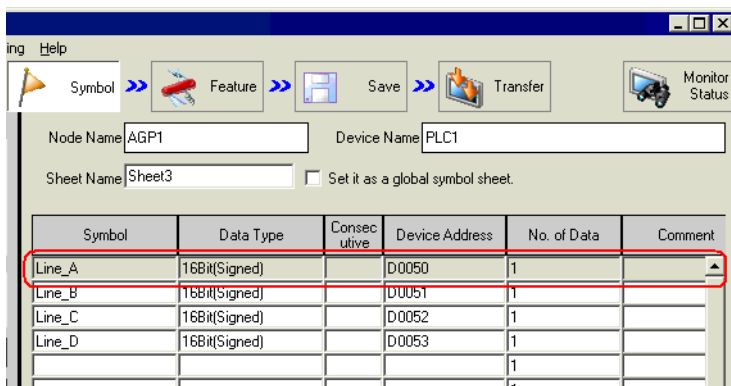 ing Help
Symbol Feature Save Transfer Monitor Status
Node Name AGP1 Device Name PLC1
Sheet Name Sheet3 Set it as a global symbol sheet.
Symbol Data Type Consecutive Device Address No. of Data Comment
Line_A 16Bit(Signed) D0050 1
Line_B 16Bit(Signed) D0051 1
Line_C 16Bit(Signed) D0052 1
Line_D 16Bit(Signed) D0053 1
1